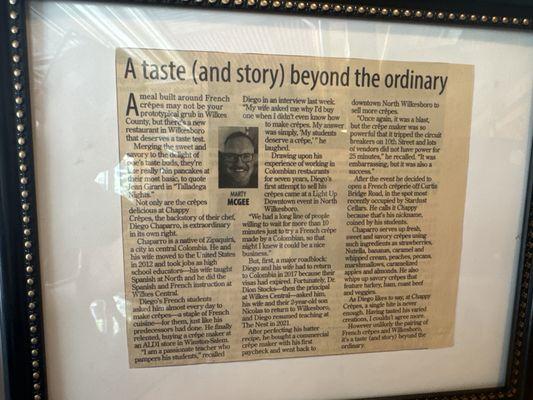 A taste (and story) beyond the ordinary
A meal built around French
crêpes may not be your
prototypical grub in Wilkes
County, but there's a new
restaurant in Wilkesboro
that deserves a taste test.
Merging the sweet and
savory to the delight of
one's taste buds, they're a
like really thin pancakes at
their most basic, to quote
Jean Girard in "Talladega
Nights."
Not only are the crêpes
delicious at Chappy
Crêpes, the backstory of their chef,
Diego Chaparro, is extraordinary
in its own right.
Chaparro is a native of Zipaquirá,
a city in central Colombia. He and
his wife moved to the United States
in 2012 and took jobs as high
school educators—his wife taught
Spanish at North and he did the
Spanish and French instruction at
Wilkes Central.
Diego's French students
asked him almost every day to
make crêpes—a staple of French
cuisine—for them, just like his
predecessors had done. He finally
relented, buying a crêpe maker at
an ALDI store in Winston-Salem.
"I am a passionate teacher who
pampers his students," recalled
MARTY
MCGEE
Diego in an interview last week.
"My wife asked me why I'd buy
one when I didn't even know how
to make crêpes. My answer
was simply, 'My students
deserve a crêpe,' " he
laughed.
Drawing upon his
experience of working in
Colombian restaurants
for seven years, Diego's
first attempt to sell his
crêpes came at a Light Up
Downtown event in North
Wilkesboro.
"We had a long line of people
willing to wait for more than 10
minutes just to try a French crêpe
made by a Colombian, so that
night I knew it could be a nice
business."
But, first, a major roadblock:
Diego and his wife had to return
to Colombia in 2017 because their
visas had expired. Fortunately, Dr.
Dion Stocks—then the principal
at Wilkes Central—asked him,
his wife and their 2-year-old son
Nicolas to return to Wilkesboro,
and Diego resumed teaching at
The Nest in 2021.
After perfecting his batter
recipe, he bought a commercial
crêpe maker with his first
paycheck and went back to
downtown North Wilkesboro to
sell more crêpes.
"Once again, it was a blast,
but the crêpe maker was so
powerful that it tripped the circuit
breakers on 10th Street and lots
of vendors did not have power for
25 minutes," he recalled. "It was
embarrassing, but it was also a
success."
After the event he decided to
open a French crêperie off Curtis
Bridge Road, in the spot most
recently occupied by Stardust
Cellars. He calls it Chappy
because that's his nickname,
coined by his students.
Chaparro serves up fresh,
sweet and savory crêpes using
such ingredients as strawberries,
Nutella, bananas, caramel and
whipped cream, peaches, pecans,
marshmallows, caramelized
apples and almonds. He also
whips up savory crêpes that
feature turkey, ham, roast beef
and veggies.
As Diego likes to say, at Chappy
Crêpes, a single bite is never
enough. Having tasted his varied
creations, I couldn't agree more.
However unlikely the pairing of
French crêpes and Wilkesboro,
it's a taste (and story) beyond the
ordinary.